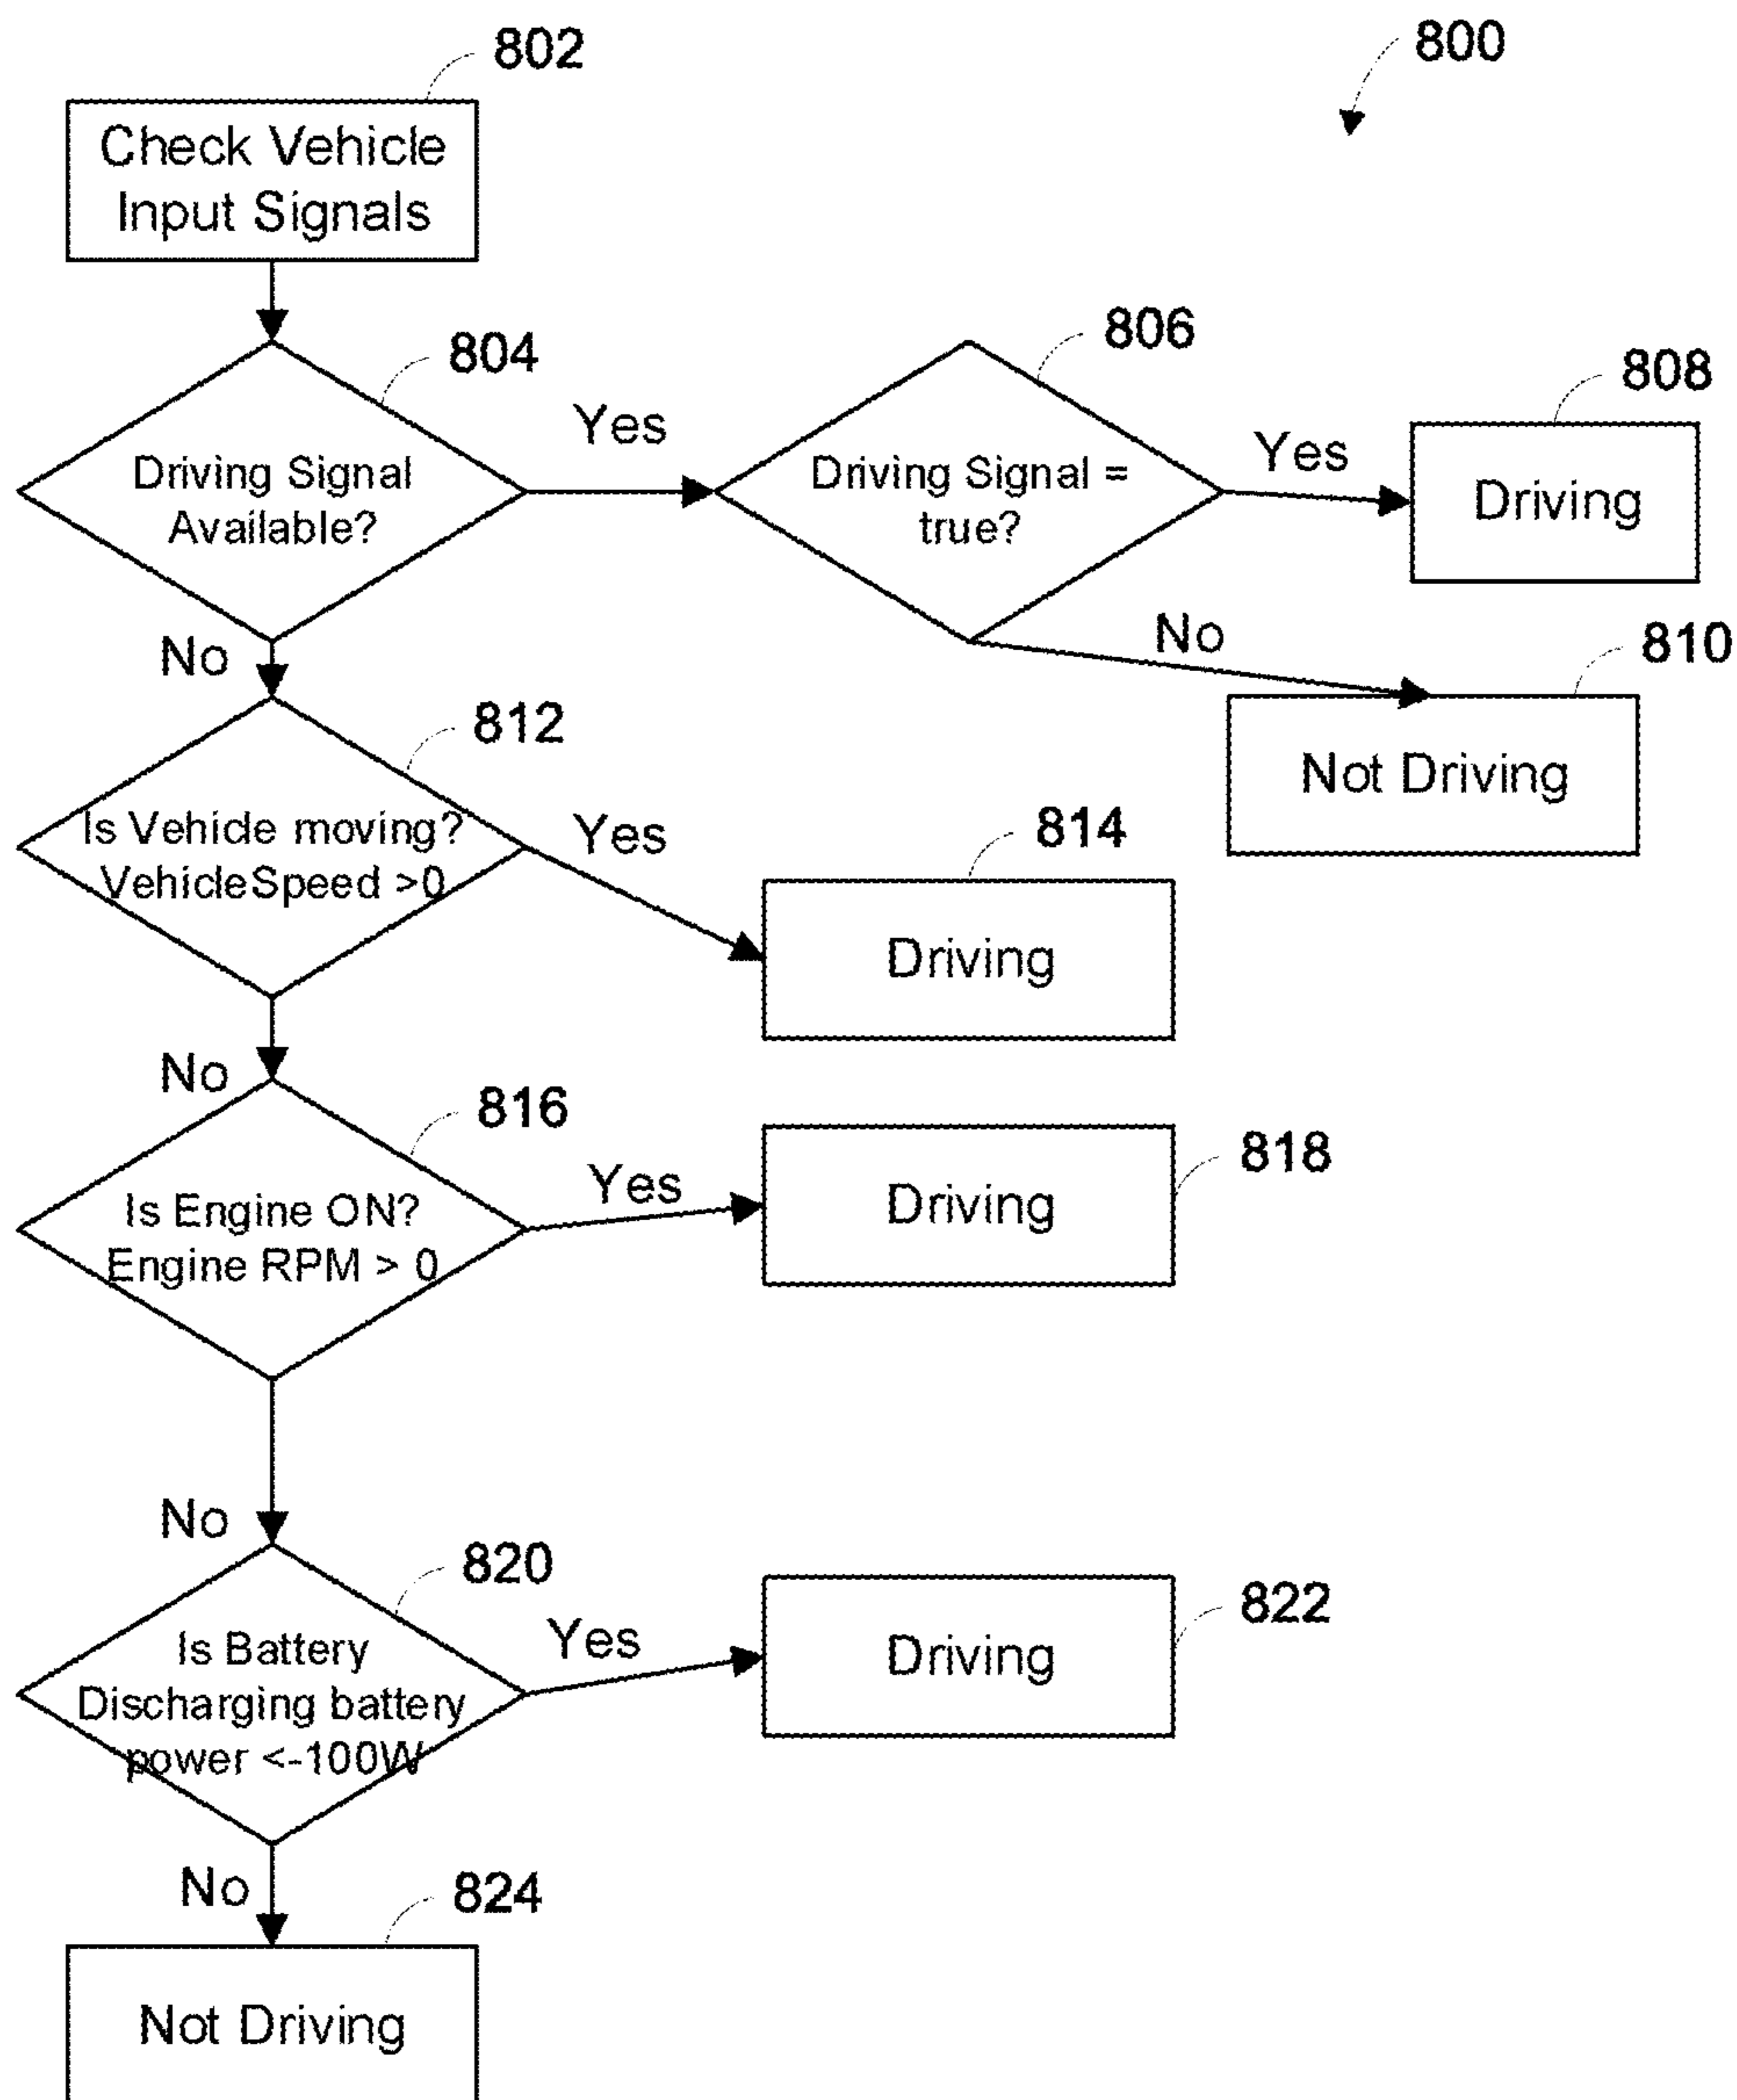 800
802
Check Vehicle
Input Signals
804
Driving Signal
Available?
Yes
806
Driving Signal =
true?
Yes
808
Driving
No
810
Not Driving
No
812
Is Vehicle moving?
VehicleSpeed >0
Yes
814
Driving
No
816
Is Engine ON?
Engine RPM > 0
Yes
818
Driving
No
820
Is Battery
Discharging battery
power <-100W
Yes
822
Driving
No
824
Not Driving